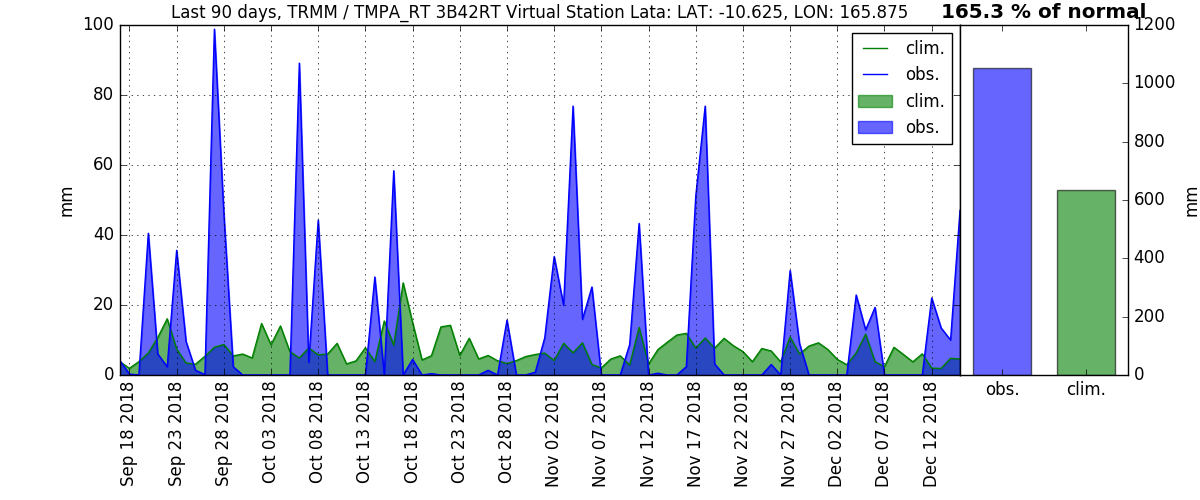 Last 90 days, TRMM / TMPA_RT 3B42RT Virtual Station Lata: LAT: -10.625, LON: 165.875
165.3 % of normal
100
80
60
40
20
0
mm
clim.
obs.
clim.
obs.
1200
1000
800
600
400
200
0
mm
Sep 18 2018
Sep 23 2018
Sep 28 2018
Oct 03 2018
Oct 08 2018
Oct 13 2018
Oct 18 2018
Oct 23 2018
Oct 28 2018
Nov 02 2018
Nov 07 2018
Nov 12 2018
Nov 17 2018
Nov 22 2018
Nov 27 2018
Dec 02 2018
Dec 07 2018
Dec 12 2018
obs.
clim.